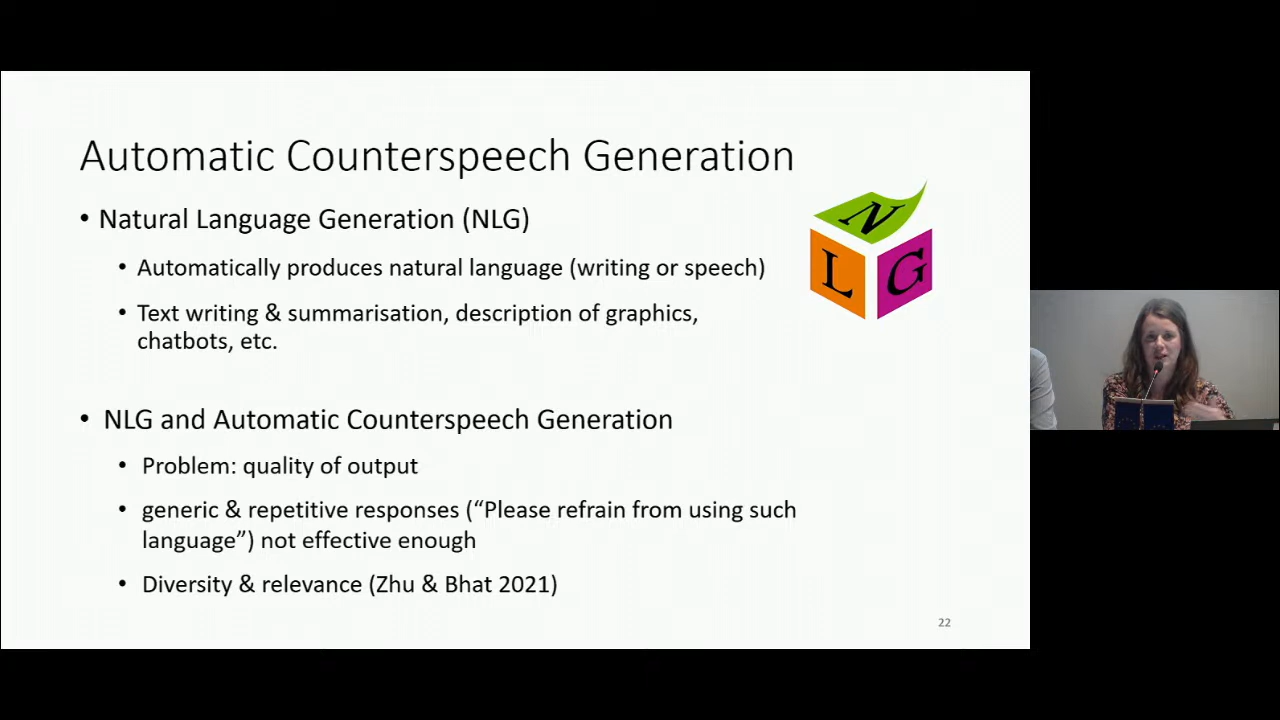 Automatic Counterspeech Generation
• Natural Language Generation (NLG)
• Automatically produces natural language (writing or speech)
• Text writing & summarisation, description of graphics,
chatbots, etc.
N
L G
• NLG and Automatic Counterspeech Generation
• Problem: quality of output
• generic & repetitive responses (“Please refrain from using such
language”) not effective enough
• Diversity & relevance (Zhu & Bhat 2021)
22